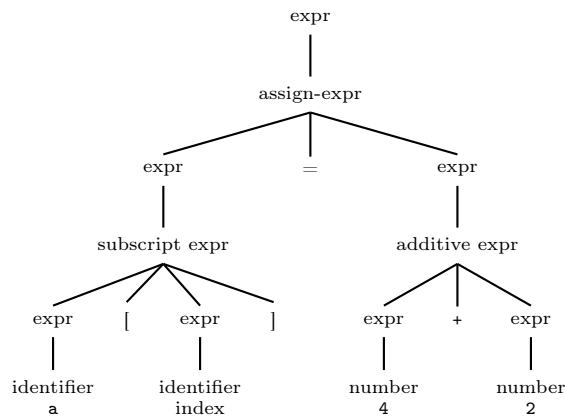 expr
assign-expr
expr = expr
subscript expr additive expr
expr [ expr ] expr + expr
identifier identifier number number
a index 4 2